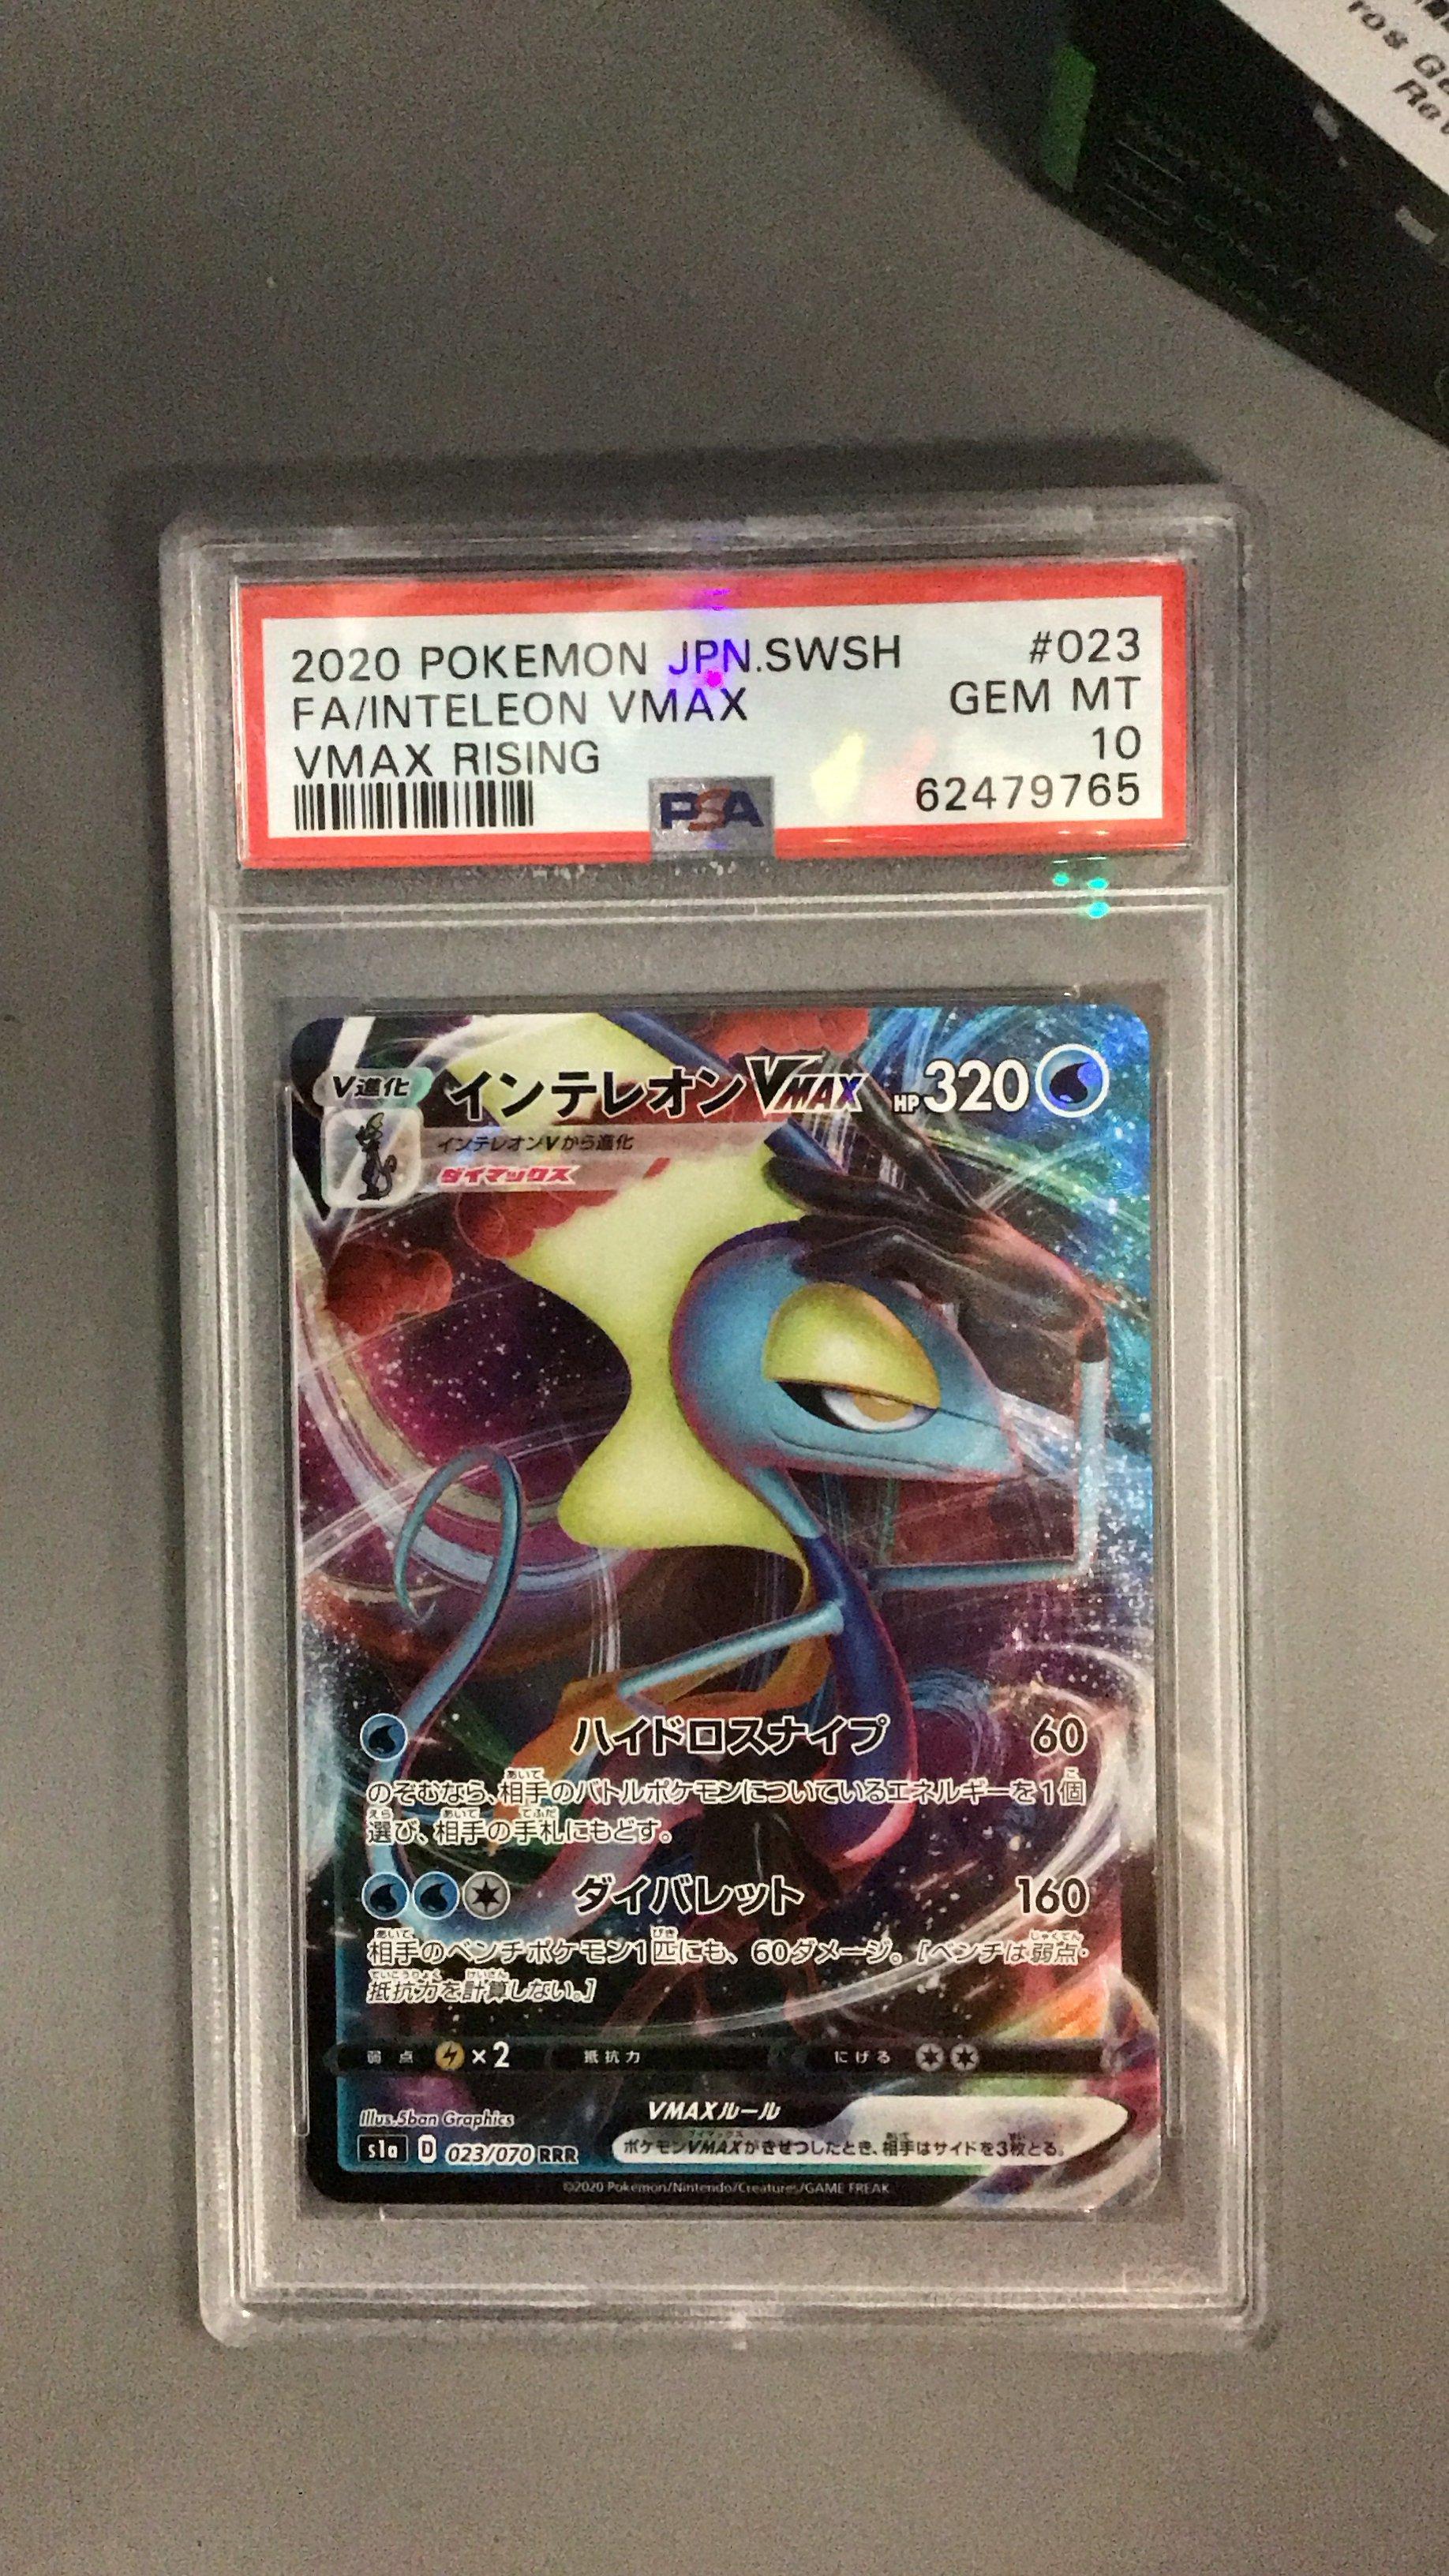 ros G
Ra
2020 POKEMON JPN.SWSH #023
FA/INTELEON VMAX GEM MT
VMAX RISING 10
PSA 62479765
V進化 インテレオンVMAX HP320
インテレオンVから進化
ダイマックス
ハイドロスナイプ 60
のぞむなら、相手のバトルポケモンについているエネルギーを1個
選び、相手の手札にもどす。
ダイバレット 160
相手のベンチポケモン1匹にも、60ダメージ。[ベンチは弱点・
抵抗力を計算しない。]
弱点 ×2 抵抗力 にげる
Illus.5ban Graphics VMAXルール
s1a D 023/070 RRR ポケモンVMAXがきぜつしたとき、相手はサイドを3枚とる。
©2020 Pokémon/Nintendo/Creatures/GAME FREAK